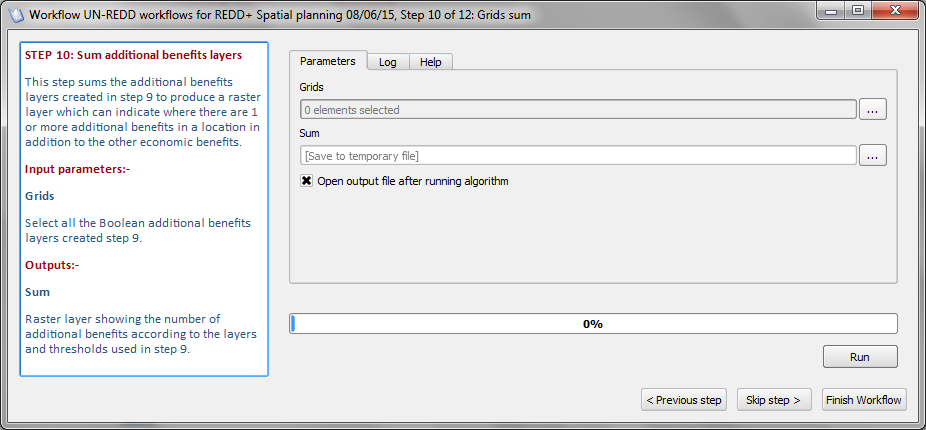 Workflow UN-REDD workflows for REDD+ Spatial planning 08/06/15, Step 10 of 12: Grids sum
STEP 10: Sum additional benefits layers
This step sums the additional benefits
layers created in step 9 to produce a raster
layer which can indicate where there are 1
or more additional benefits in a location in
addition to the other economic benefits.
Input parameters:-
Grids
Select all the Boolean additional benefits
layers created step 9.
Outputs:-
Sum
Raster layer showing the number of
additional benefits according to the layers
and thresholds used in step 9.
Parameters
Log
Help
Grids
0 elements selected
...
Sum
[Save to temporary file]
...
Open output file after running algorithm
0%
Run
< Previous step
Skip step >
Finish Workflow